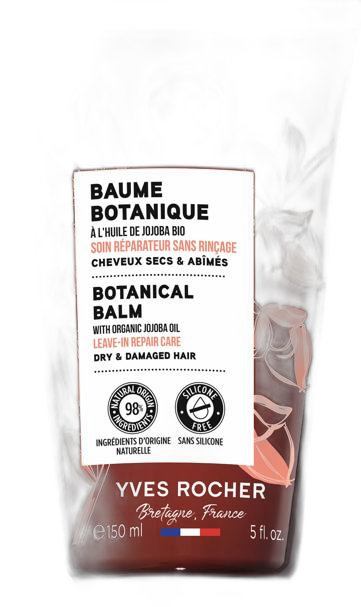 BAUME
BOTANIQUE
À L'HUILE DE JOJOBA BIO
SOIN RÉPARATEUR SANS RINÇAGE
CHEVEUX SECS & ABÎMÉS
BOTANICAL
BALM
WITH ORGANIC JOJOBA OIL
LEAVE-IN REPAIR CARE
DRY & DAMAGED HAIR
NATURAL ORIGIN
98%
INGREDIENTS
SILICONE
FREE
INGRÉDIENTS D'ORIGINE
NATURELLE
SANS SILICONE
YVES ROCHER
Bretagne, France
℮150 ml
5 fl. oz.